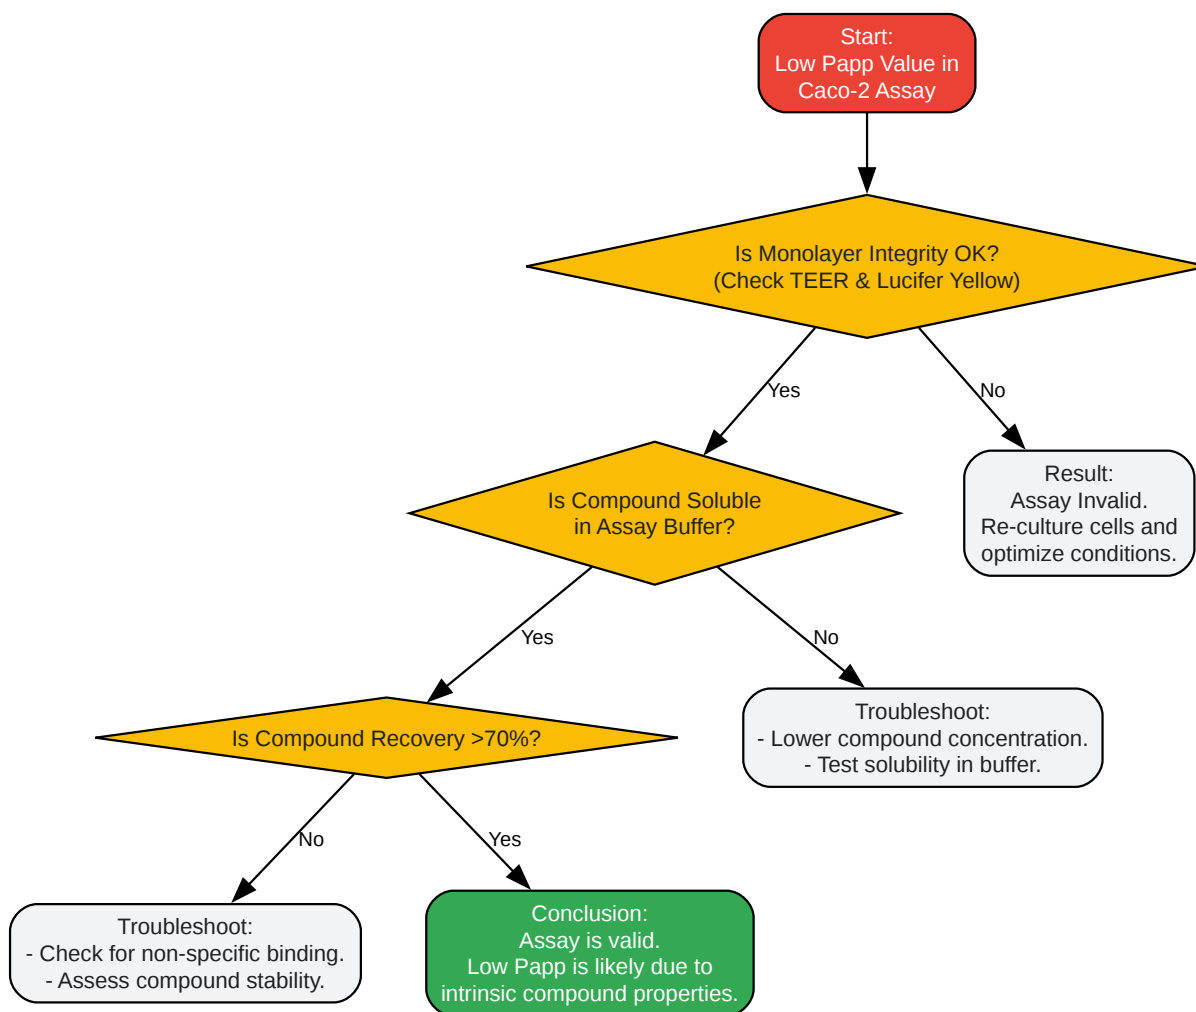 Start:
Low Papp Value in
Caco-2 Assay
Is Monolayer Integrity OK?
(Check TEER & Lucifer Yellow)
Yes
No
Is Compound Soluble
in Assay Buffer?
Result:
Assay Invalid.
Re-culture cells and
optimize conditions.
Yes
No
Is Compound Recovery >70%?
Troubleshoot:
- Lower compound concentration.
- Test solubility in buffer.
No
Yes
Troubleshoot:
- Check for non-specific binding.
- Assess compound stability.
Conclusion:
Assay is valid.
Low Papp is likely due to
intrinsic compound properties.